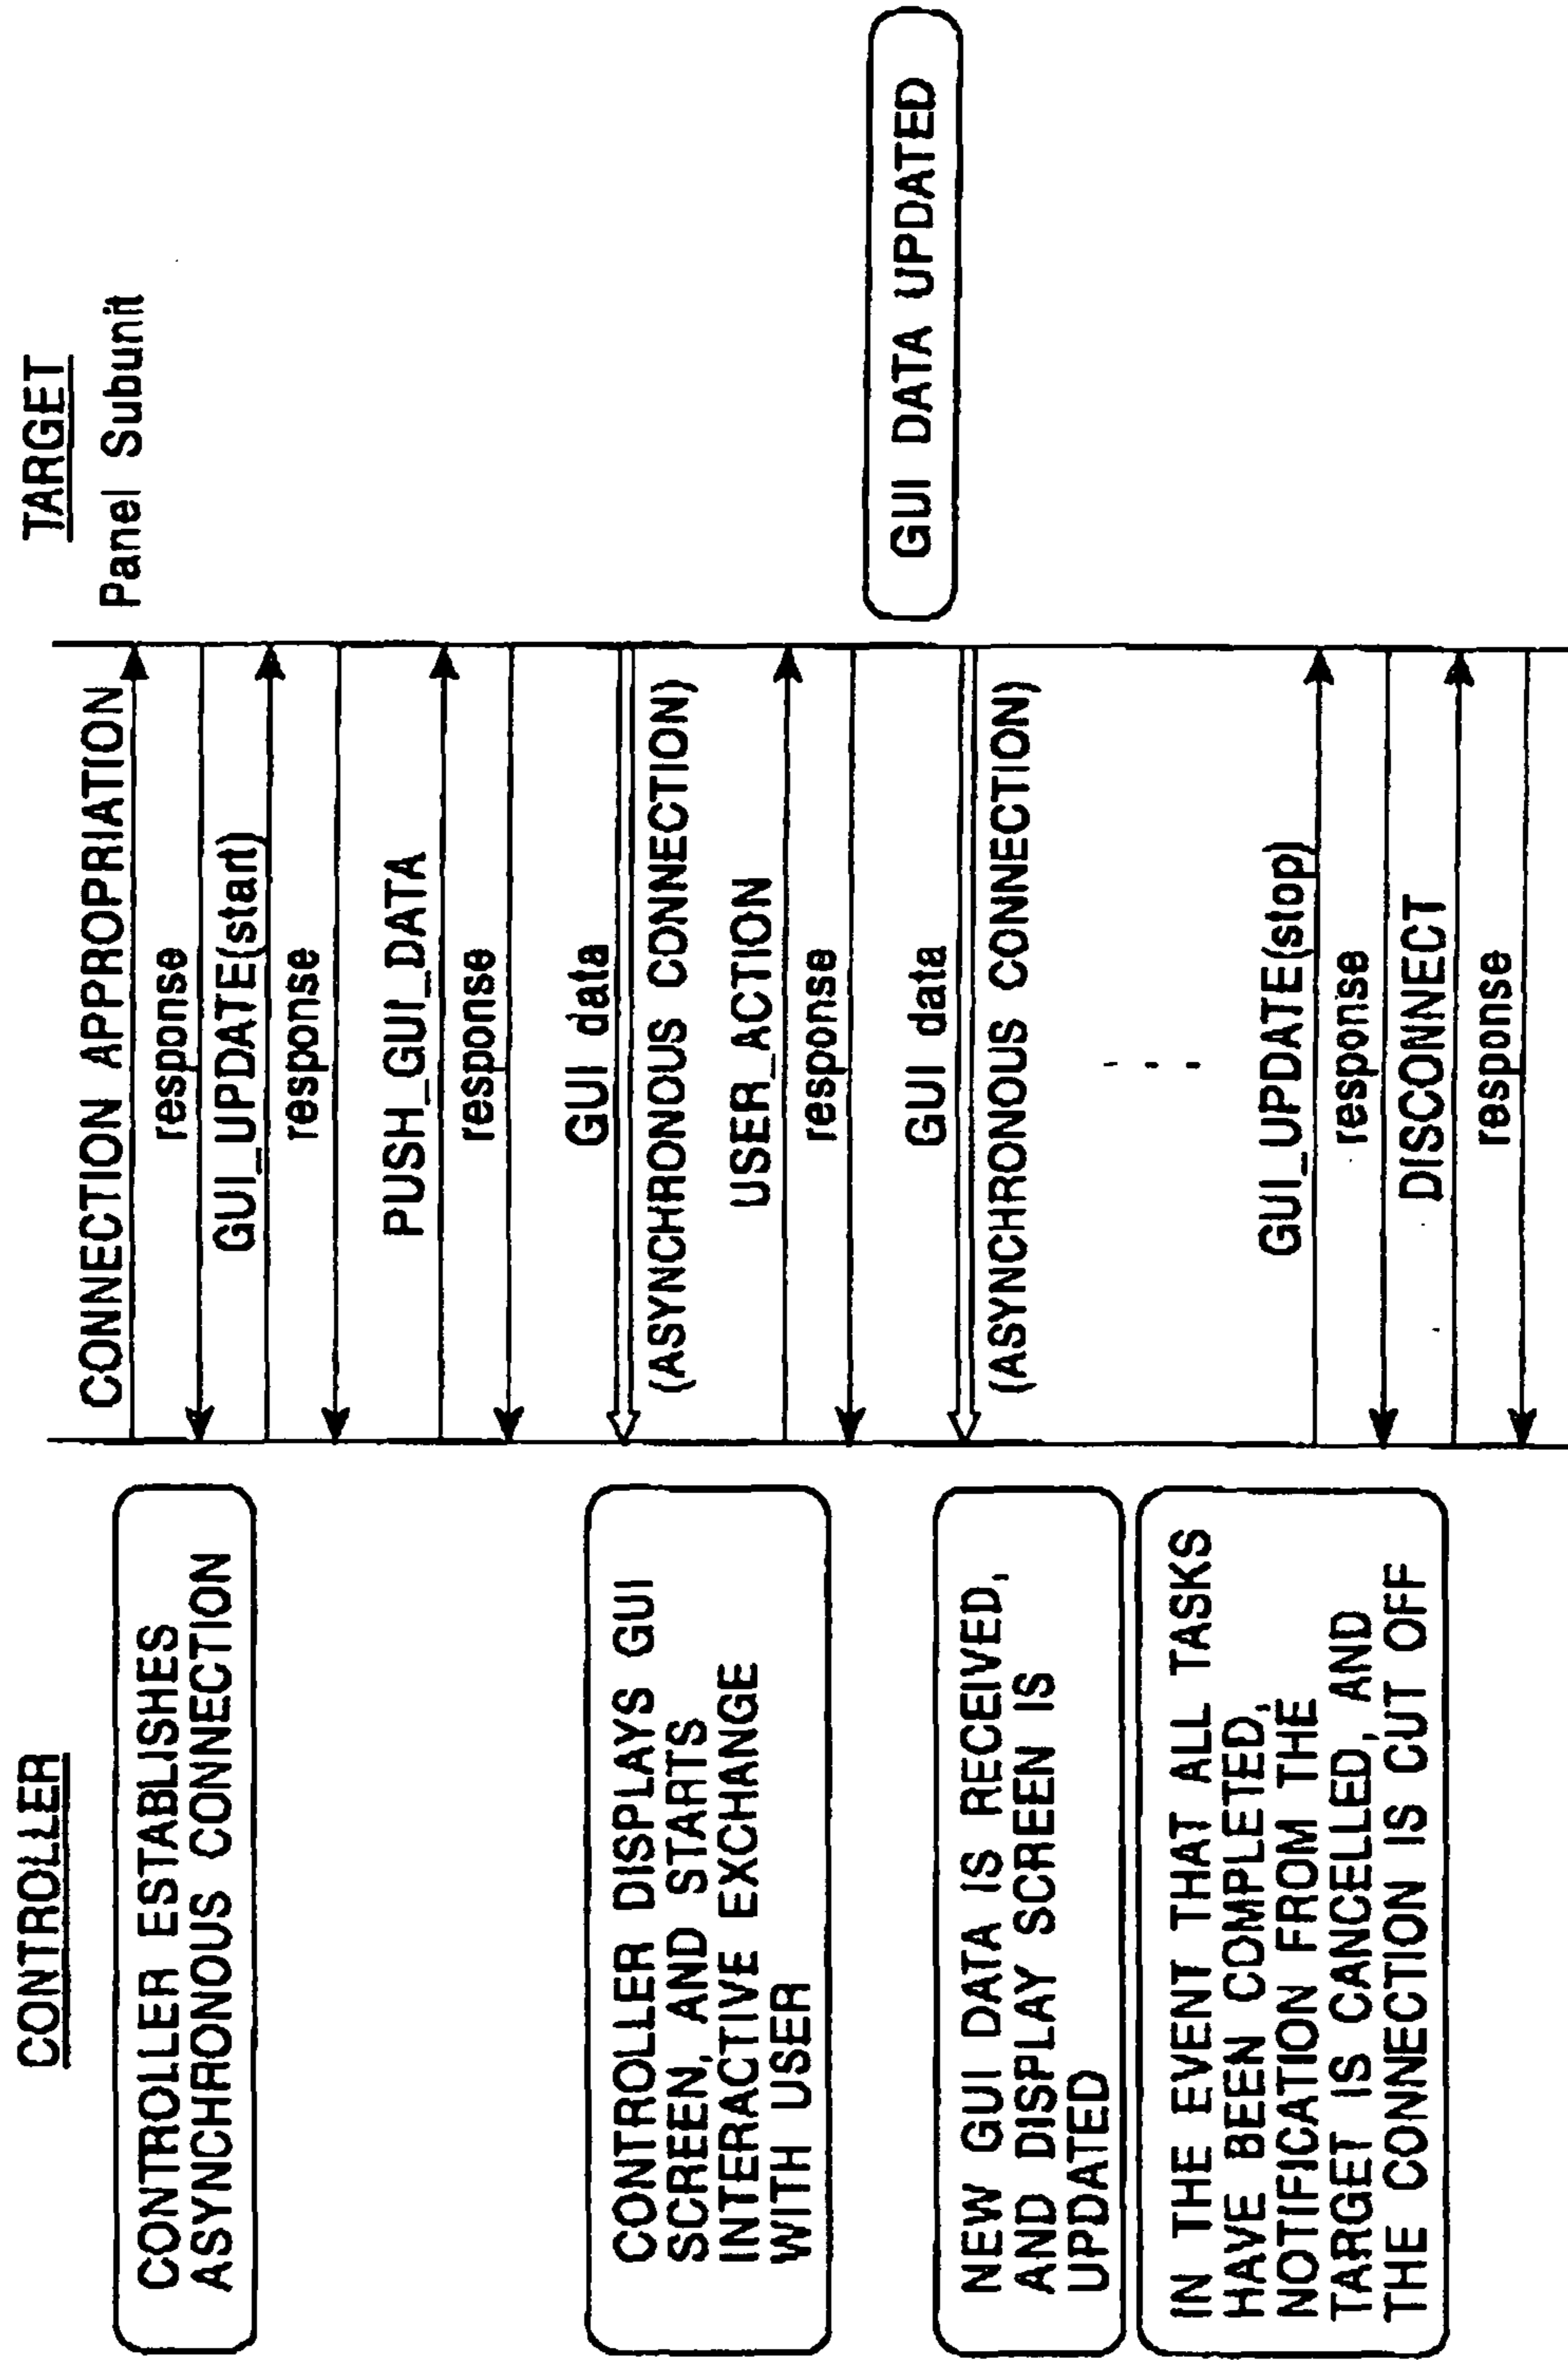 CONTROLLER
TARGET
Panel Subunit
CONTROLLER ESTABLISHES
ASYNCHRONOUS CONNECTION
CONNECTION APPROPRIATION
response
GUI_UPDATE(start)
response
PUSH_GUI_DATA
response
CONTROLLER DISPLAYS GUI
SCREEN, AND STARTS
INTERACTIVE EXCHANGE
WITH USER
GUI data
(ASYNCHRONOUS CONNECTION)
USER_ACTION
response
GUI DATA UPDATED
NEW GUI DATA IS RECEIVED,
AND DISPLAY SCREEN IS
UPDATED
GUI data
(ASYNCHRONOUS CONNECTION)
IN THE EVENT THAT ALL TASKS
HAVE BEEN COMPLETED,
NOTIFICATION FROM THE
TARGET IS CANCELLED, AND
THE CONNECTION IS CUT OFF
GUI_UPDATE(stop)
response
DISCONNECT
response